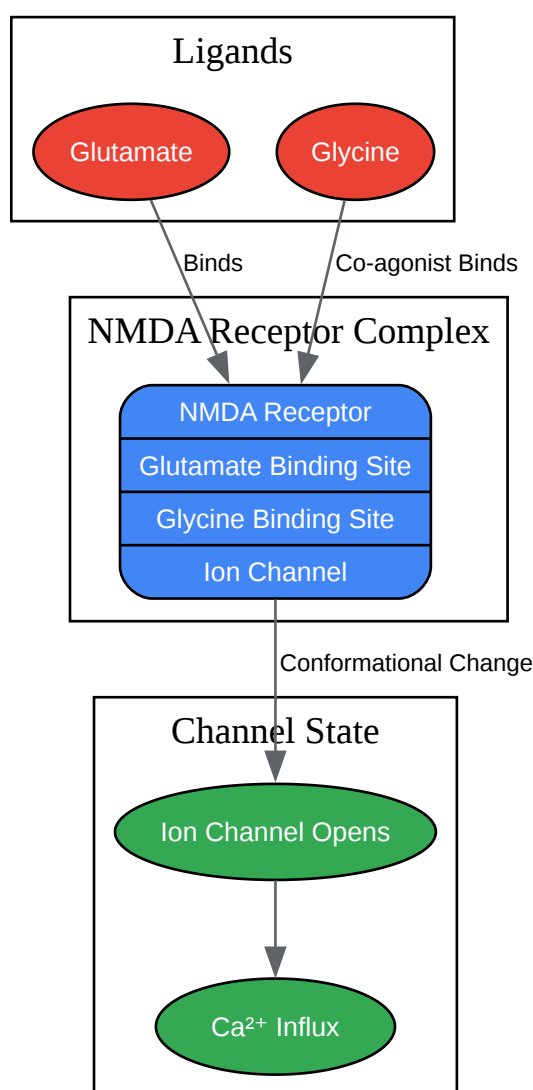 Ligands
Glutamate
Glycine
Binds
Co-agonist Binds
NMDA Receptor Complex
NMDA Receptor
Glutamate Binding Site
Glycine Binding Site
Ion Channel
Conformational Change
Channel State
Ion Channel Opens
Ca²⁺ Influx